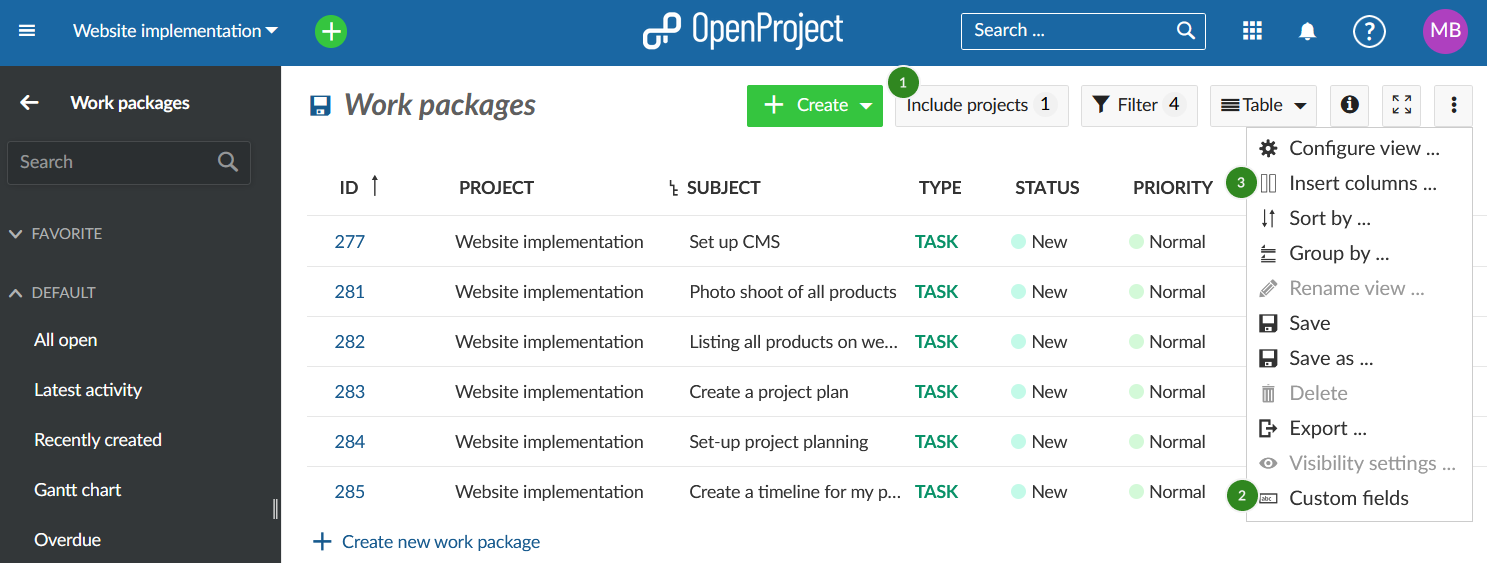 Website implementation
OpenProject
Search ...
?
MB
Work packages
Search
FAVORITE
DEFAULT
All open
Latest activity
Recently created
Gantt chart
Overdue
Work packages
Create
1
Include projects 1
Filter 4
Table
ID PROJECT SUBJECT TYPE STATUS PRIORITY
277 Website implementation Set up CMS TASK New Normal
281 Website implementation Photo shoot of all products TASK New Normal
282 Website implementation Listing all products on we... TASK New Normal
283 Website implementation Create a project plan TASK New Normal
284 Website implementation Set-up project planning TASK New Normal
285 Website implementation Create a timeline for my p... TASK New Normal
Create new work package
Configure view ...
3 Insert columns ...
Sort by ...
Group by ...
Rename view ...
Save
Save as ...
Delete
Export ...
Visibility settings ...
2 abc Custom fields